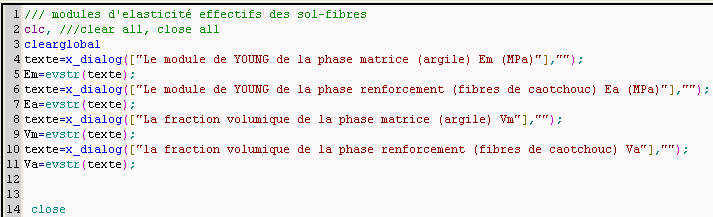 1 /// modules d'elasticité effectifs des sol-fibres
2 clc, ///clear all, close all
3 clearglobal
4 texte=x_dialog(["Le module de YOUNG de la phase matrice (argile) Em (MPa)"],"");
5 Em=evstr(texte);
6 texte=x_dialog(["Le module de YOUNG de la phase renforcement (fibres de caotchouc) Ea (MPa)"],"");
7 Ea=evstr(texte);
8 texte=x_dialog(["La fraction volumique de la phase matrice (argile) Vm"],"");
9 Vm=evstr(texte);
10 texte=x_dialog(["la fraction volumique de la phase renforcement (fibres de caotchouc) Va"],"");
11 Va=evstr(texte);
12
13
14 close